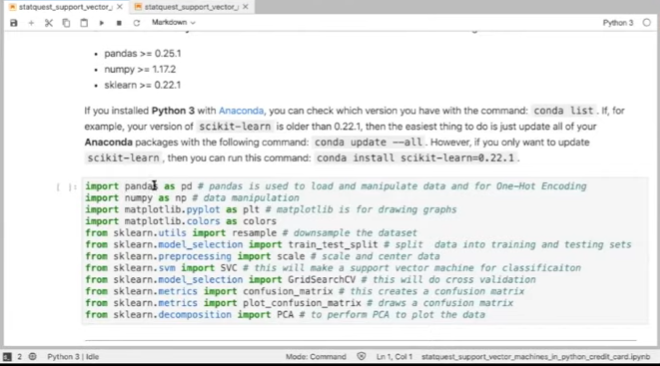 statquest_support_vector_
statquest_support_vector_
Markdown
Python 3
pandas >= 0.25.1
numpy >= 1.17.2
sklearn >= 0.22.1
If you installed Python 3 with Anaconda, you can check which version you have with the command: conda list. If, for
example, your version of scikit-learn is older than 0.22.1, then the easiest thing to do is just update all of your
Anaconda packages with the following command: conda update --all. However, if you only want to update
scikit-learn, then you can run this command: conda install scikit-learn=0.22.1.
[ ]:
import pandas as pd # pandas is used to load and manipulate data and for One-Hot Encoding
import numpy as np # data manipulation
import matplotlib.pyplot as plt # matplotlib is for drawing graphs
import matplotlib.colors as colors
from sklearn.utils import resample # downsample the dataset
from sklearn.model_selection import train_test_split # split data into training and testing sets
from sklearn.preprocessing import scale # scale and center data
from sklearn.svm import SVC # this will make a support vector machine for classificaiton
from sklearn.model_selection import GridSearchCV # this will do cross validation
from sklearn.metrics import confusion_matrix # this creates a confusion matrix
from sklearn.metrics import plot_confusion_matrix # draws a confusion matrix
from sklearn.decomposition import PCA # to perform PCA to plot the data
2 Python 3 | Idle Mode: Command Ln 1, Col 1 statquest_support_vector_machines_in_python_credit_card.ipynb